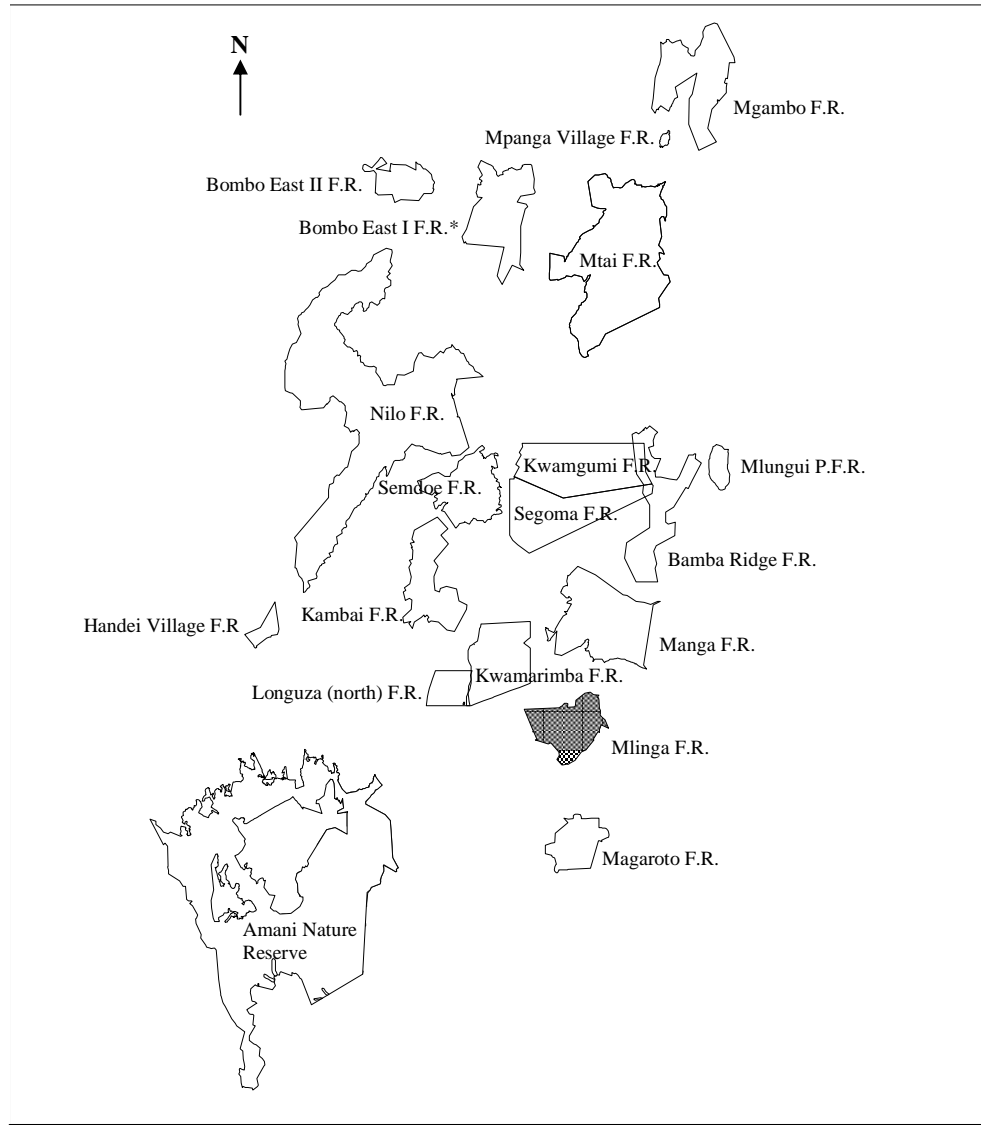 N
Mgambo F.R.
Mpanga Village F.R.
Bombo East II F.R.
Bombo East I F.R.*
Mtai F.R.
Nilo F.R.
Kwamgumi F.R.
Mlungui P.F.R.
Semdoe F.R.
Segoma F.R.
Bamba Ridge F.R.
Kambai F.R.
Handei Village F.R
Manga F.R.
Kwamarimba F.R.
Longuza (north) F.R.
Mlinga F.R.
Magaroto F.R.
Amani Nature
Reserve